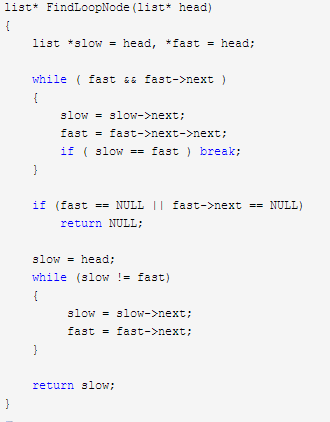 list* FindLoopNode(list* head)
{
    list *slow = head, *fast = head;

    while ( fast && fast->next )
    {
        slow = slow->next;
        fast = fast->next->next;
        if ( slow == fast ) break;
    }

    if (fast == NULL || fast->next == NULL)
        return NULL;

    slow = head;
    while (slow != fast)
    {
         slow = slow->next;
         fast = fast->next;
    }

    return slow;
}